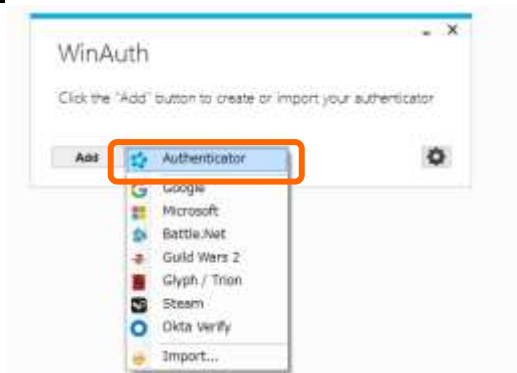 WinAuth
Click the "Add" button to create or import your authenticator
Add
Authenticator
Google
Microsoft
Battle.Net
Guild Wars 2
Glyph / Trion
Steam
Okta Verify
Import...